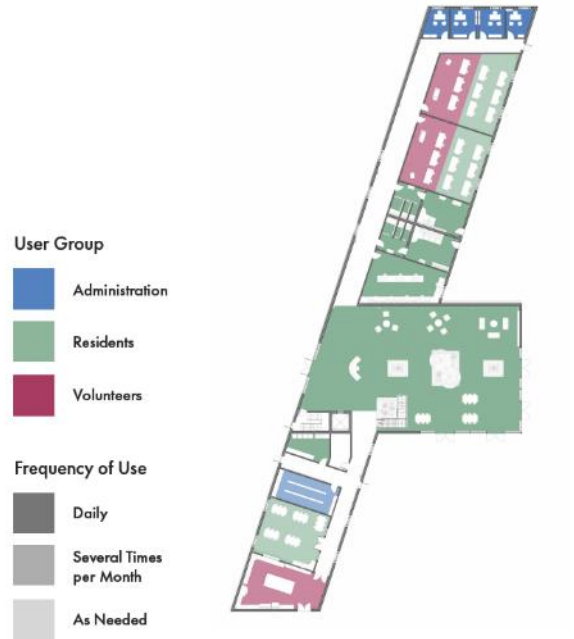 User Group
Administration
Residents
Volunteers
Frequency of Use
Daily
Several Times
per Month
As Needed